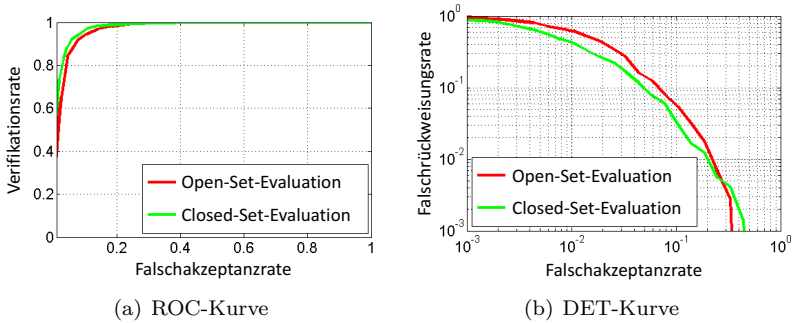 Verifikationsrate
1
0.8
0.6
0.4
0.2
0
0.2
0.4
0.6
0.8
1
Open-Set-Evaluation
Closed-Set-Evaluation
Falschakzeptanzrate
(a) ROC-Kurve
Falschrückweisungsrate
10^0
10^-1
10^-2
10^-3
10^-3
10^-2
10^-1
10^0
Open-Set-Evaluation
Closed-Set-Evaluation
Falschakzeptanzrate
(b) DET-Kurve